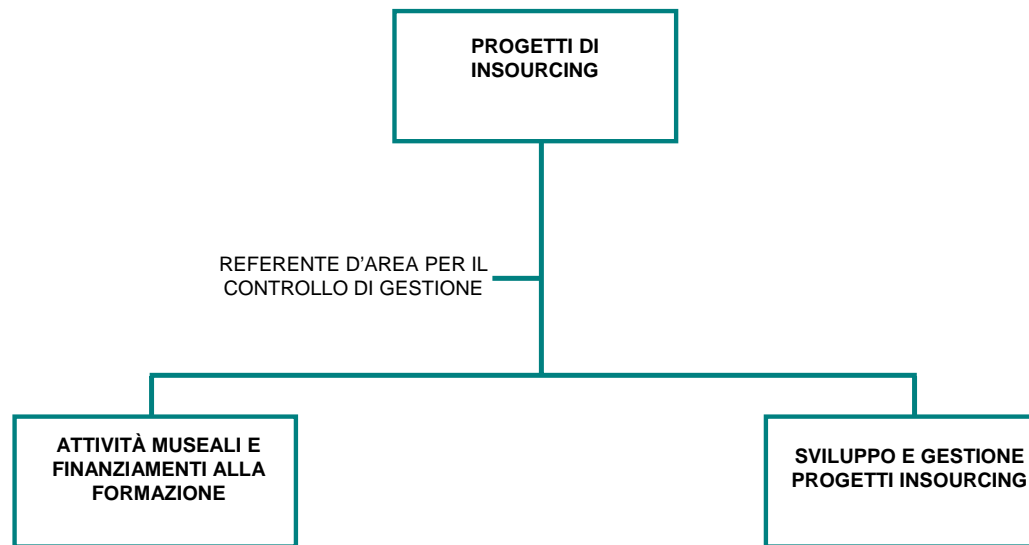 PROGETTI DI
INSOURCING
REFERENTE D’AREA PER IL
CONTROLLO DI GESTIONE
ATTIVITÀ MUSEALI E
FINANZIAMENTI ALLA
FORMAZIONE
SVILUPPO E GESTIONE
PROGETTI INSOURCING